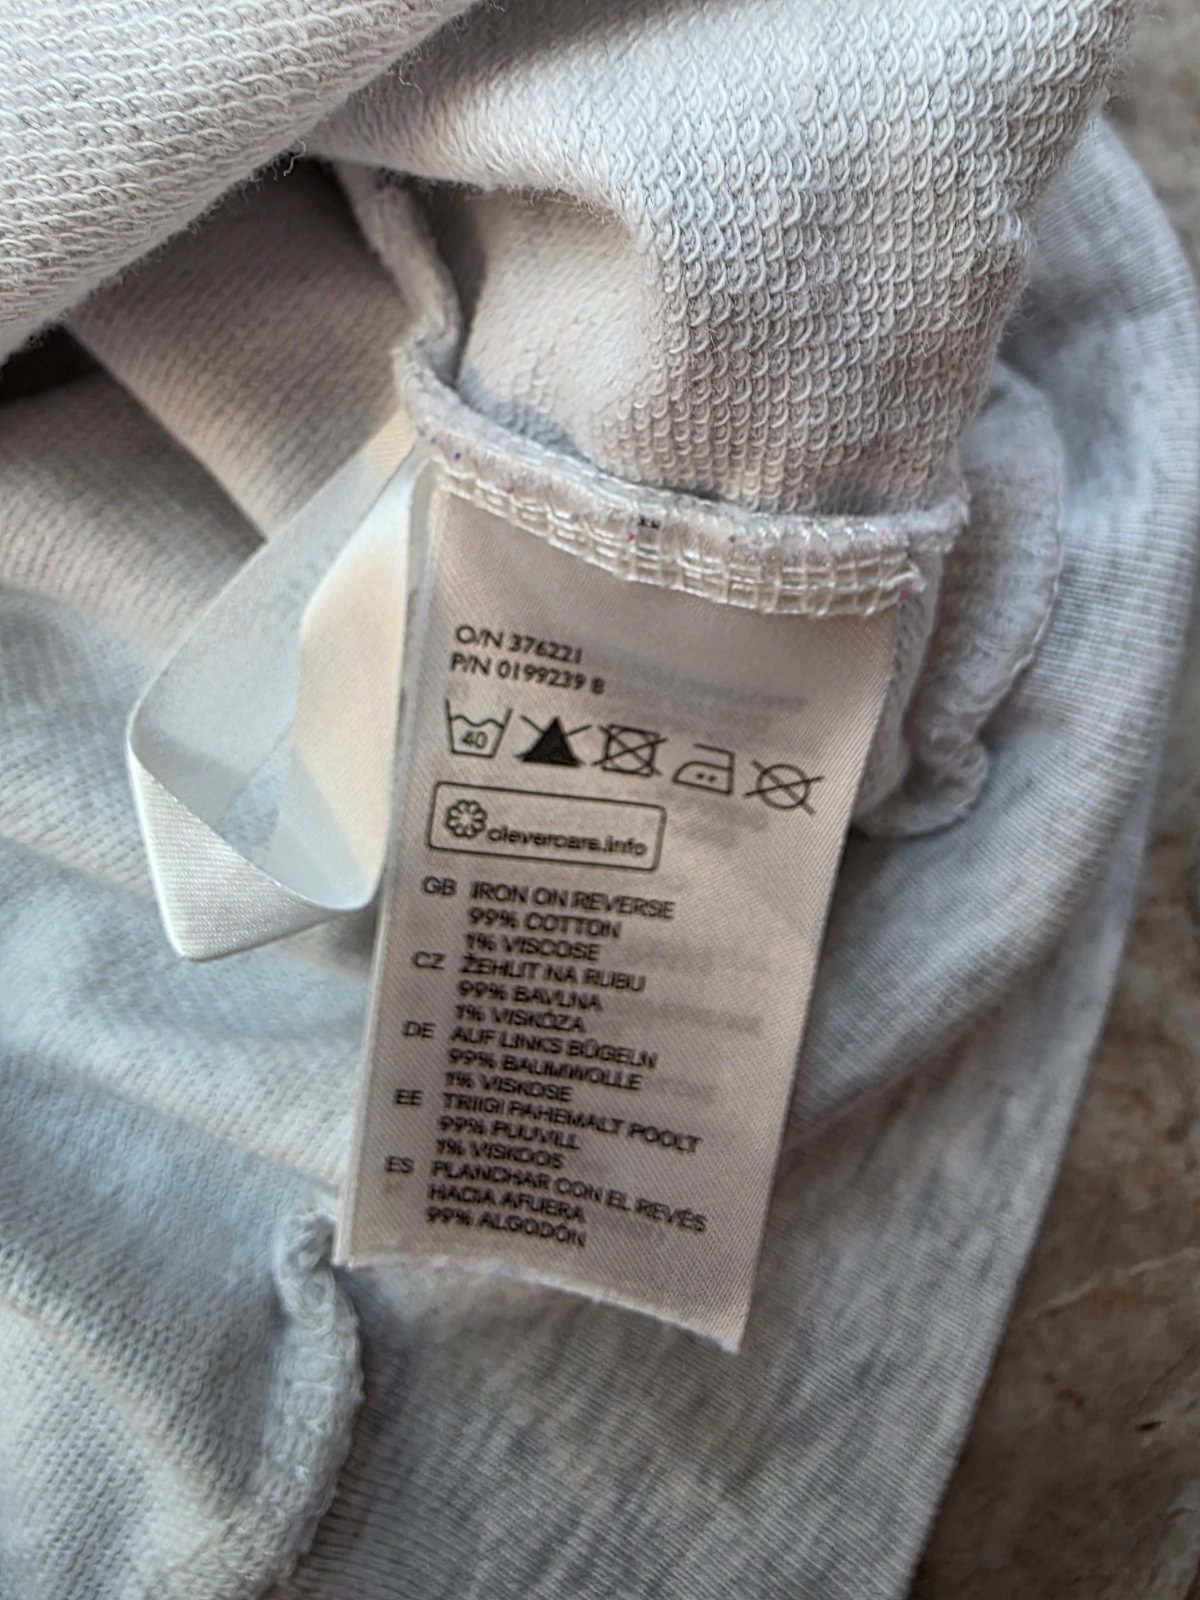 O/N 376221
P/N 0199239 8
40
clevercare.info
GB IRON ON REVERSE
99% COTTON
1% VISCOSE
CZ ŽEHLIT NA RUBU
99% BAVLNA
1% VISKÓZA
DE AUF LINKS BÜGELN
99% BAUMWOLLE
1% VISKOSE
EE TRIIGI PAHEMALT POOLT
99% PUUVILL
1% VISKOOS
ES PLANCHAR CON EL REVÉS
HACIA AFUERA
99% ALGODÓN